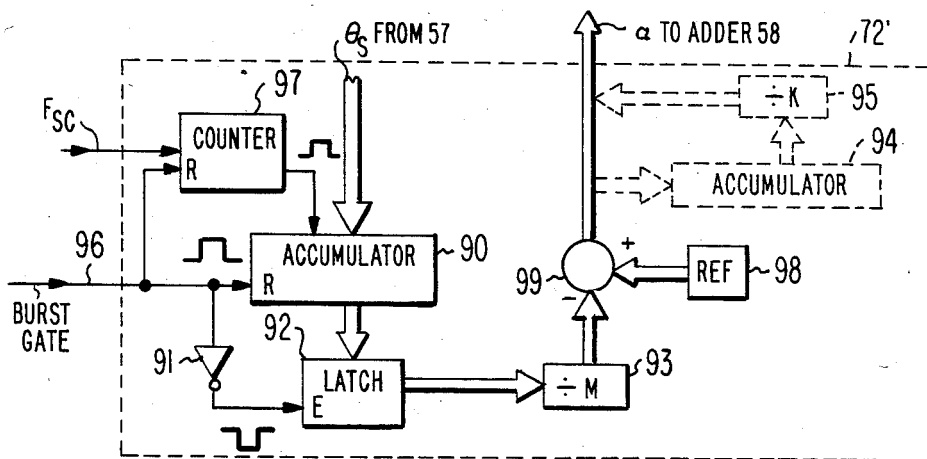 θS FROM 57
α TO ADDER 58
72'
97
FSC
COUNTER
R
÷ K
95
94
ACCUMULATOR
96
ACCUMULATOR
R
90
+
99
REF
98
−
BURST
GATE
91
92
LATCH
E
÷ M
93